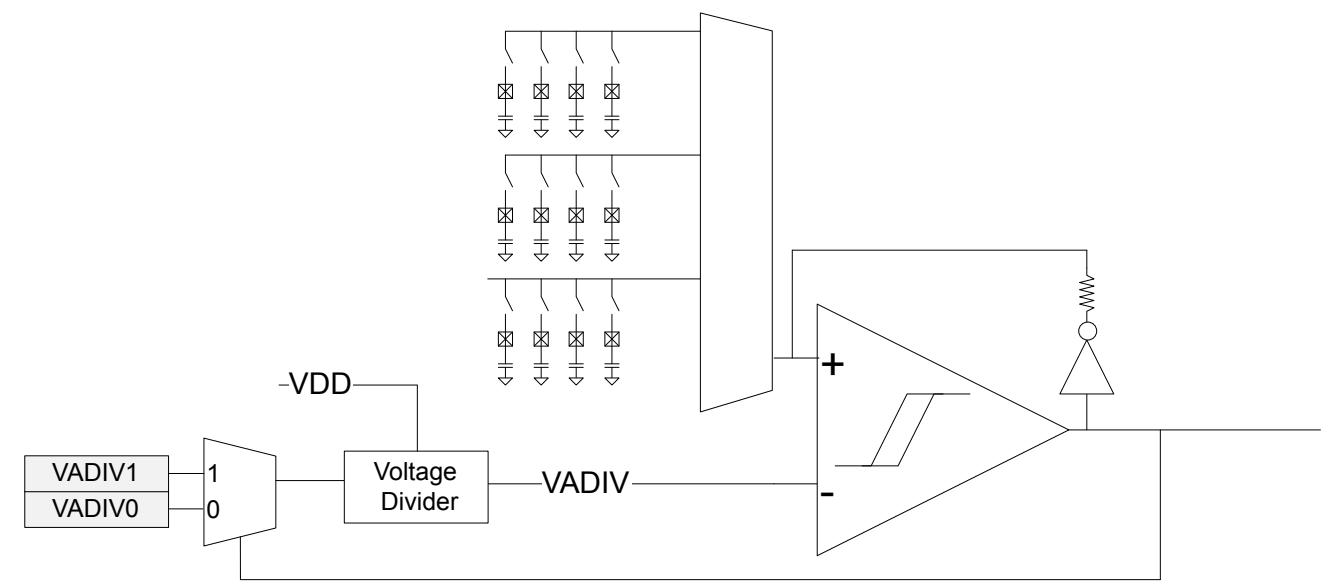 VDD
+
VADIV1
1
Voltage
Divider
VADIV
-
VADIV0
0